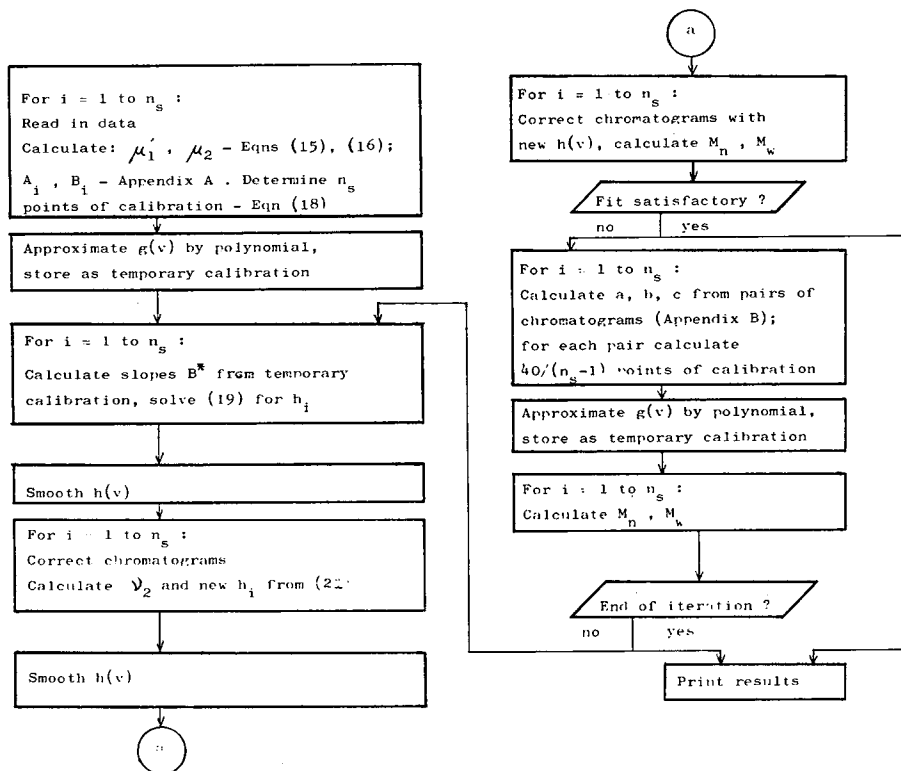 For i = 1 to n_s :
Read in data
Calculate: μ₁′ , μ₂ – Eqns (15), (16);
A_i , B_i – Appendix A . Determine n_s
points of calibration – Eqn (18)
Approximate g(v) by polynomial,
store as temporary calibration
For i = 1 to n_s :
Calculate slopes B* from temporary
calibration, solve (19) for h_i
Smooth h(v)
For i = 1 to n_s :
Correct chromatograms
Calculate ν₂ and new h_i from
Smooth h(v)
a
For i = 1 to n_s :
Correct chromatograms with
new h(v), calculate M_n , M_w
Fit satisfactory ?
no yes
For i = 1 to n_s :
Calculate a, b, c from pairs of
chromatograms (Appendix B);
for each pair calculate
40/(n_s-1) points of calibration
Approximate g(v) by polynomial,
store as temporary calibration
For i = 1 to n_s :
Calculate M_n , M_w
End of iteration ?
no yes
Print results